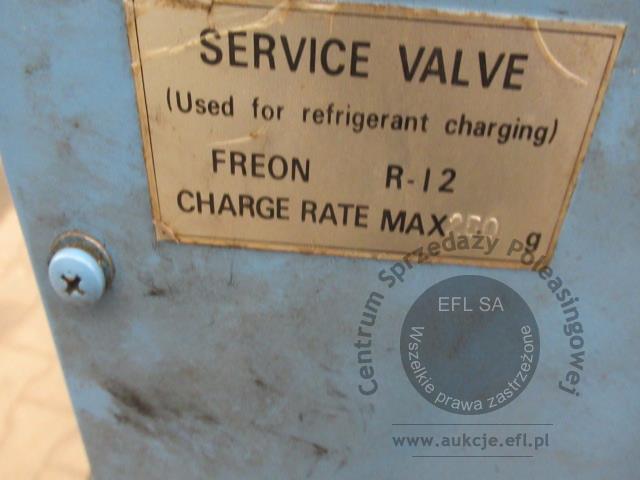 SERVICE VALVE
(Used for refrigerant charging)
FREON R-12
CHARGE RATE MAX 250 g
Centrum Sprzedaży Poleasingowej
EFL SA
Wszelkie prawa zastrzeżone
www.aukcje.efl.pl